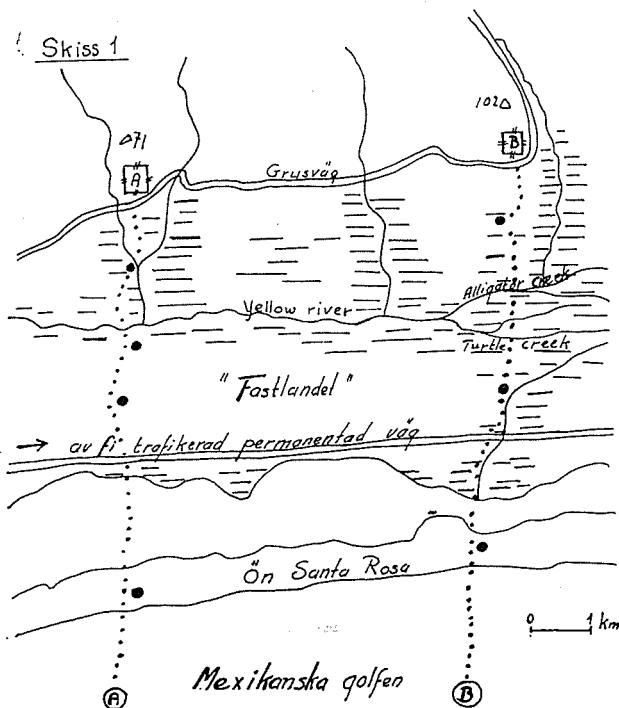 Skiss 1
102
71
B
A
Grusväg
Alligator creek
Yellow river
Turtle creek
"Fastlandet"
→ av fi trafikerad permanentad väg
Ön Santa Rosa
0 1 km
Mexikanska golfen
A
B